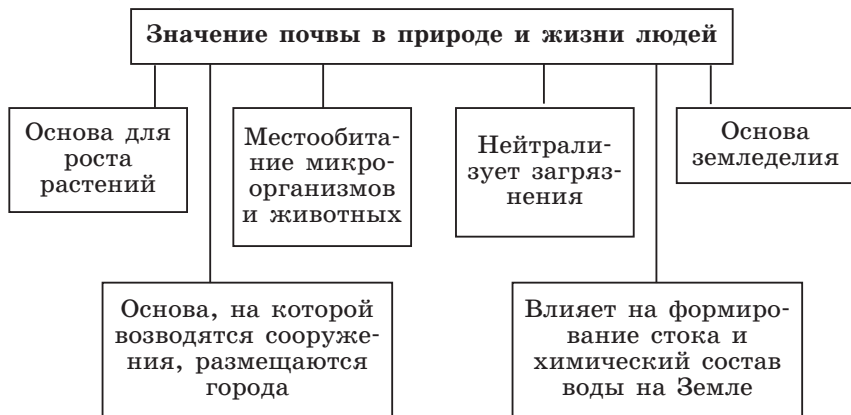 Значение почвы в природе и жизни людей
Основа для
роста
растений
Местообита-
ние микро-
организмов
и животных
Нейтрали-
зует загряз-
нения
Основа
земледелия
Основа, на которой
возводятся сооруже-
ния, размещаются
города
Влияет на формиро-
вание стока и
химический состав
воды на Земле